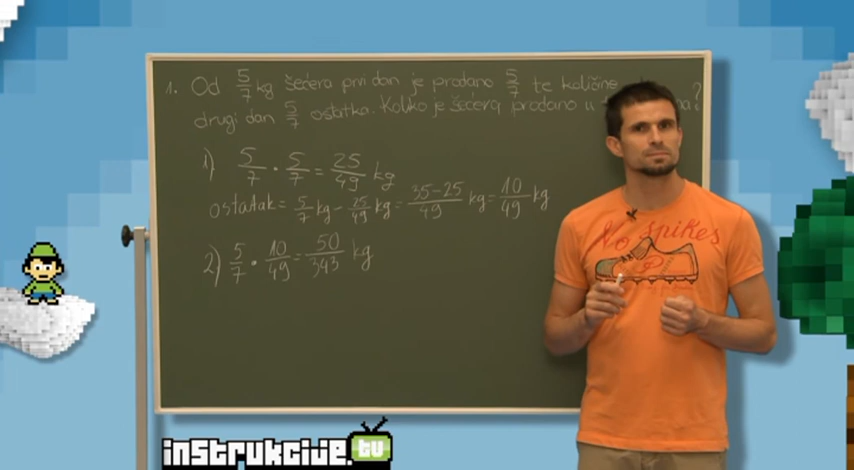 1. Od 5/7 kg šećera prvi dan je prodano 5/7 te količine
drugi dan 5/7 ostatka. Koliko je šećera prodano u ?
1) 5/7 · 5/7 = 25/49 kg
ostatak = 5/7 kg - 25/49 kg = 35-25/49 kg = 10/49 kg
2) 5/7 · 10/49 = 50/343 kg
No spikes
P
instrukcije.tv